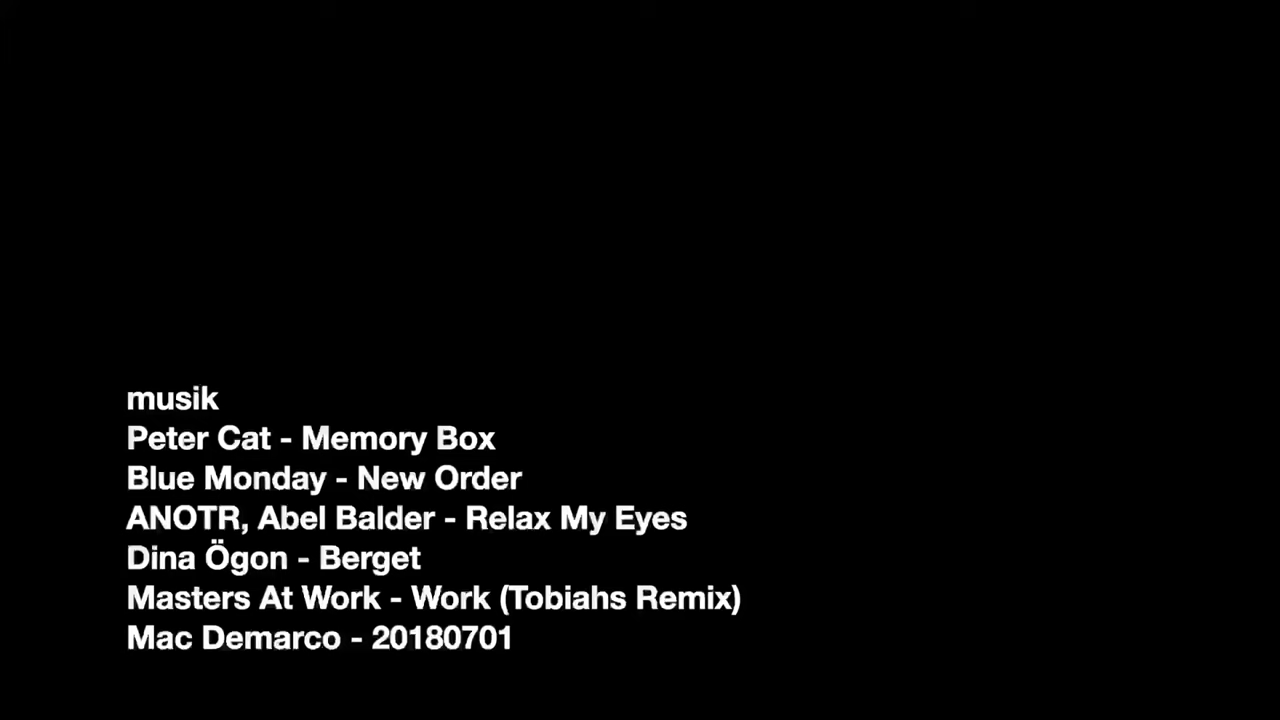 musik
Peter Cat - Memory Box
Blue Monday - New Order
ANOTR, Abel Balder - Relax My Eyes
Dina Ögon - Berget
Masters At Work - Work (Tobiahs Remix)
Mac Demarco - 20180701